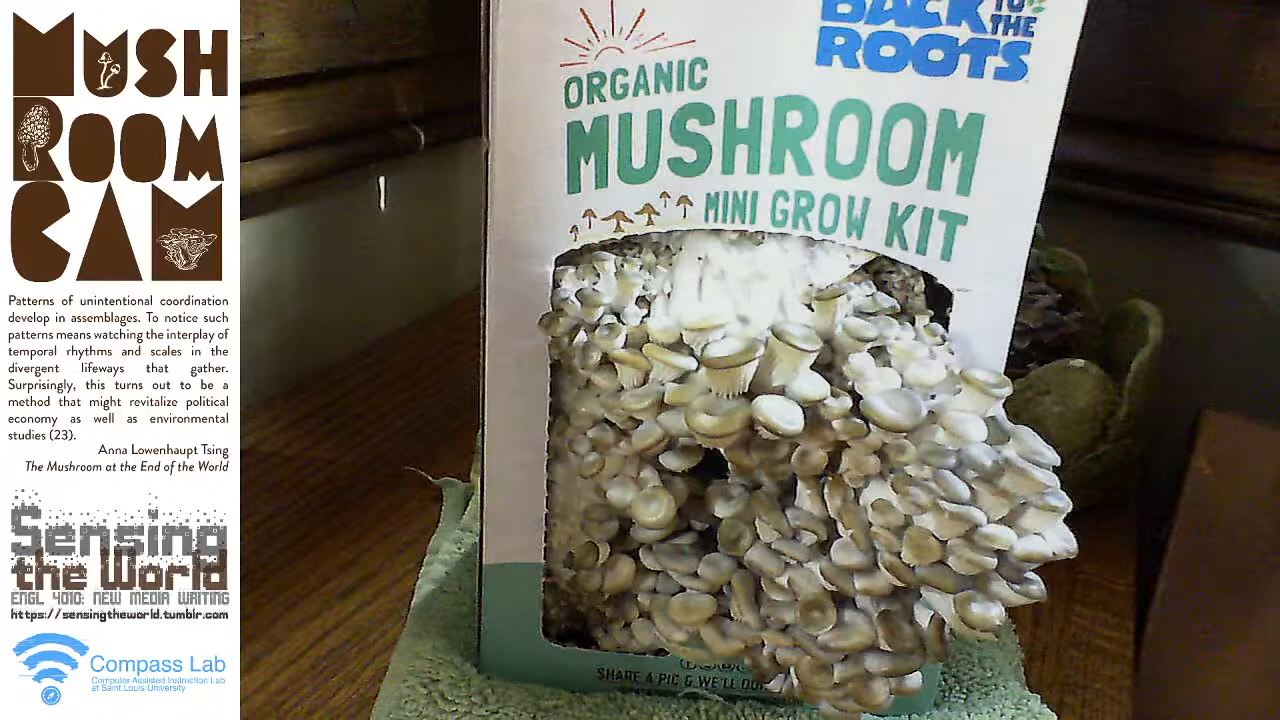 MUSH
ROOM
CAM
Patterns of unintentional coordination
develop in assemblages. To notice such
patterns means watching the interplay of
temporal rhythms and scales in the
divergent lifeways that gather.
Surprisingly, this turns out to be a
method that might revitalize political
economy as well as environmental
studies (23).
Anna Lowenhaupt Tsing
The Mushroom at the End of the World
Sensing
the World
ENGL 4010: NEW MEDIA WRITING
https://sensingtheworld.tumblr.com
Compass Lab
Computer Assisted Instruction Lab
at Saint Louis University
BACK TO THE
ROOTS
ORGANIC
MUSHROOM
MINI GROW KIT
SHARE A PIC & WE'LL